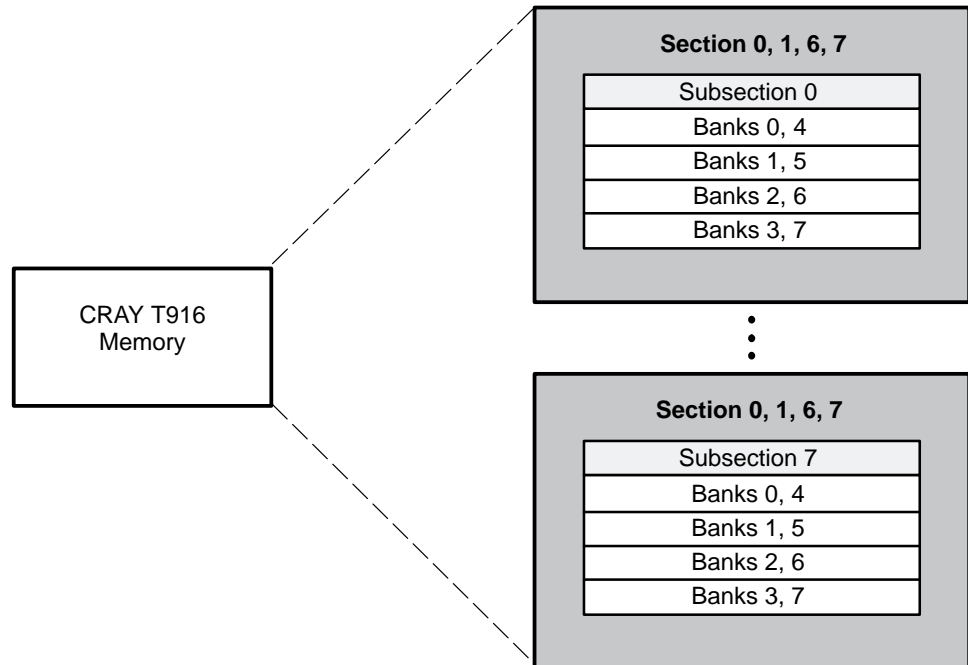 Section 0, 1, 6, 7
Subsection 0
Banks 0, 4
Banks 1, 5
Banks 2, 6
Banks 3, 7
CRAY T916
Memory
Section 0, 1, 6, 7
Subsection 7
Banks 0, 4
Banks 1, 5
Banks 2, 6
Banks 3, 7